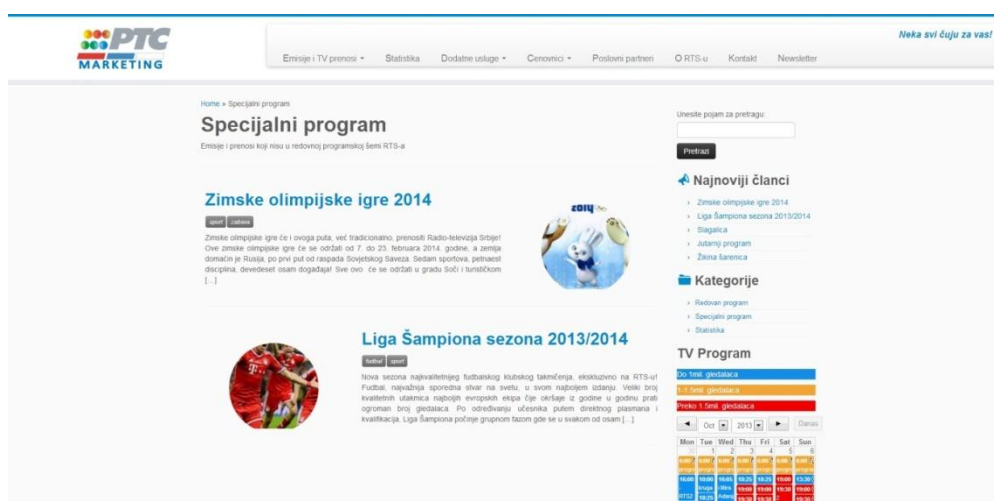 Neka svi čuju za vas!
РТС
MARKETING
Emisije i TV prenosi Statistika Dodatne usluge Cenovnici Poslovni partneri O RTS-u Kontakt Newsletter
Home » Specijalni program
Specijalni program
Emisije i prenosi koji nisu u redovnoj programskoj šemi RTS-a
Zimske olimpijske igre 2014
sport zabava
Zimske olimpijske igre će i ovoga puta, već tradicionalno, prenositi Radio-televizija Srbije!
Ove zimske olimpijske igre će se održati od 7. do 23. februara 2014. godine, a zemlja
domaćin je Rusija, po prvi put od raspada Sovjetskog Saveza. Sedam sportova, petnaest
disciplina, devedeset osam događaja! Sve ovo će se održati u gradu Soči i turističkom
[...]
2014
Liga Šampiona sezona 2013/2014
fudbal sport
Nova sezona najkvalitetnijeg fudbalskog klubskog takmičenja, ekskluzivno na RTS-u!
Fudbal, najvažnija sporedna stvar na svetu, u svom najboljem izdanju. Veliki broj
kvalitetnih utakmica najboljih evropskih ekipa čije okršaje iz godine u godinu prati
ogroman broj gledalaca. Po određivanju učesnika putem direktnog plasmana i
kvalifikacija, Liga Šampiona počinje grupnom fazom gde se u svakom od osam [...]
Unesite pojam za pretragu:
Pretrazi
Najnoviji članci
Zimske olimpijske igre 2014
Liga Šampiona sezona 2013/2014
Slagalica
Jutarnji program
Žikina šarenica
Kategorije
Redovan program
Specijalni program
Statistika
TV Program
Do 1mil. gledalaca
1-1.5mil. gledalaca
Preko 1.5mil. gledalaca
Oct 2013 Danas
Mon Tue Wed Thu Fri Sat Sun
30 1 2 3 4 5 6